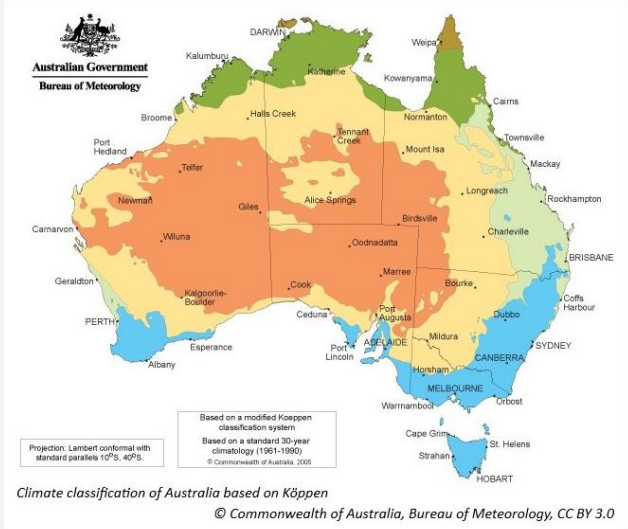 Australian Government
Bureau of Meteorology
DARWIN
Weipa
Kalumburu
Katherine
Kowanyama
Cairns
Broome
Halls Creek
Normanton
Port
Hedland
Tennant
Creek
Townsville
Mount Isa
Mackay
Telfer
Newman
Alice Springs
Longreach
Rockhampton
Giles
Birdsville
Carnarvon
Wiluna
Oodnadatta
Charleville
BRISBANE
Geraldton
Marree
Bourke
Kalgoorlie-
Boulder
Cook
Coffs
Harbour
PERTH
Ceduna
Port
Augusta
Dubbo
Esperance
Port
Lincoln
ADELAIDE
Mildura
SYDNEY
Albany
CANBERRA
Horsham
MELBOURNE
Warrnambool
Orbost
Cape Grim
St. Helens
Strahan
HOBART
Based on a modified Koeppen
classification system
Based on a standard 30-year
climatology (1961-1990)
© Commonwealth of Australia, 2005
Projection: Lambert conformal with
standard parallels 10°S, 40°S.
Climate classification of Australia based on Köppen
© Commonwealth of Australia, Bureau of Meteorology, CC BY 3.0